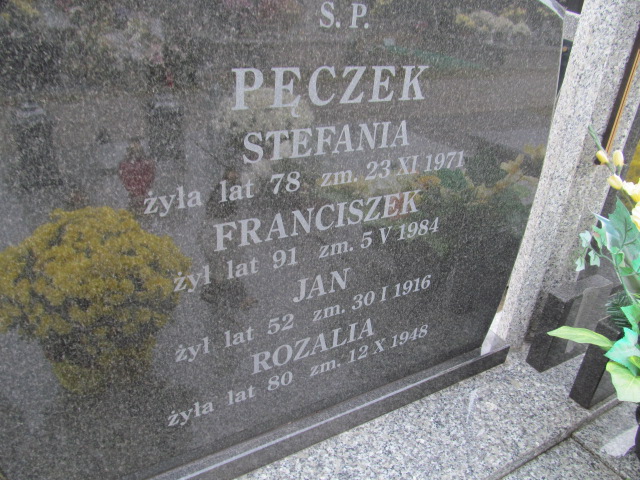 Ś. P.
PĘCZEK
STEFANIA
żyła lat 78 zm. 23 XI 1971
FRANCISZEK
żył lat 91 zm. 5 V 1984
JAN
żył lat 52 zm. 30 I 1916
ROZALIA
żyła lat 80 zm. 12 X 1948